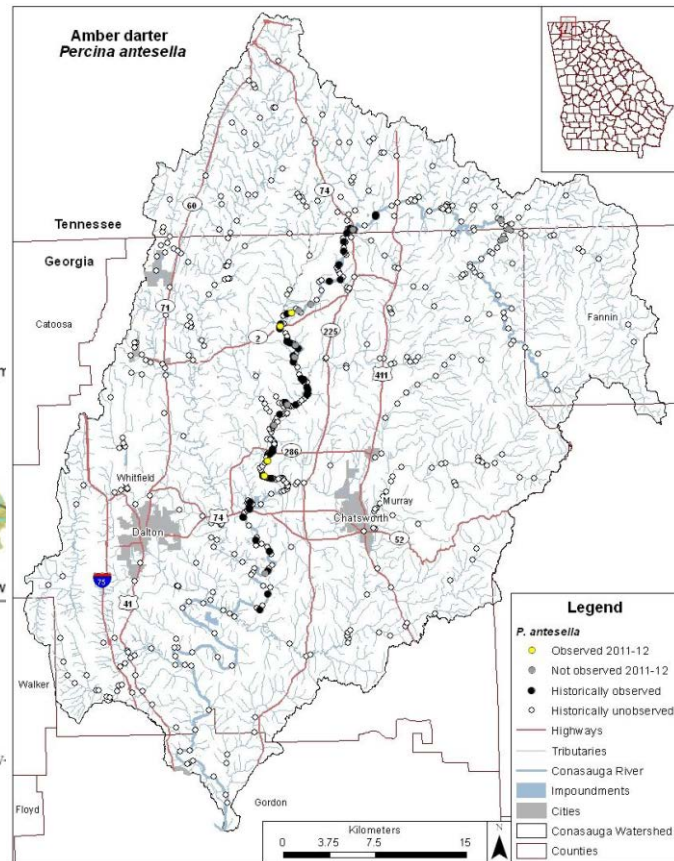 Amber darter
Percina antesella
74
60
Tennessee
Georgia
Catoosa
71
2
225
411
Fannin
286
Whitfield
Murray
74
Chatsworth
Dalton
52
75
41
Walker
Floyd
Gordon
Kilometers
0 3.75 7.5 15
N
Legend
P. antesella
Observed 2011-12
Not observed 2011-12
Historically observed
Historically unobserved
Highways
Tributaries
Conasauga River
Impoundments
Cities
Conasauga Watershed
Counties